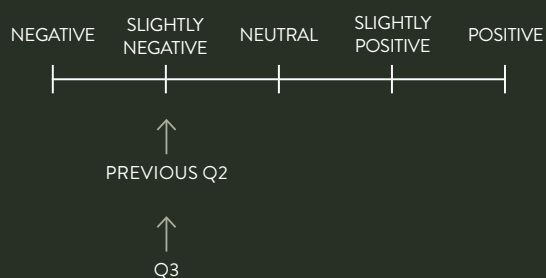 NEGATIVE
SLIGHTLY
NEGATIVE
NEUTRAL
SLIGHTLY
POSITIVE
POSITIVE
PREVIOUS Q2
Q3